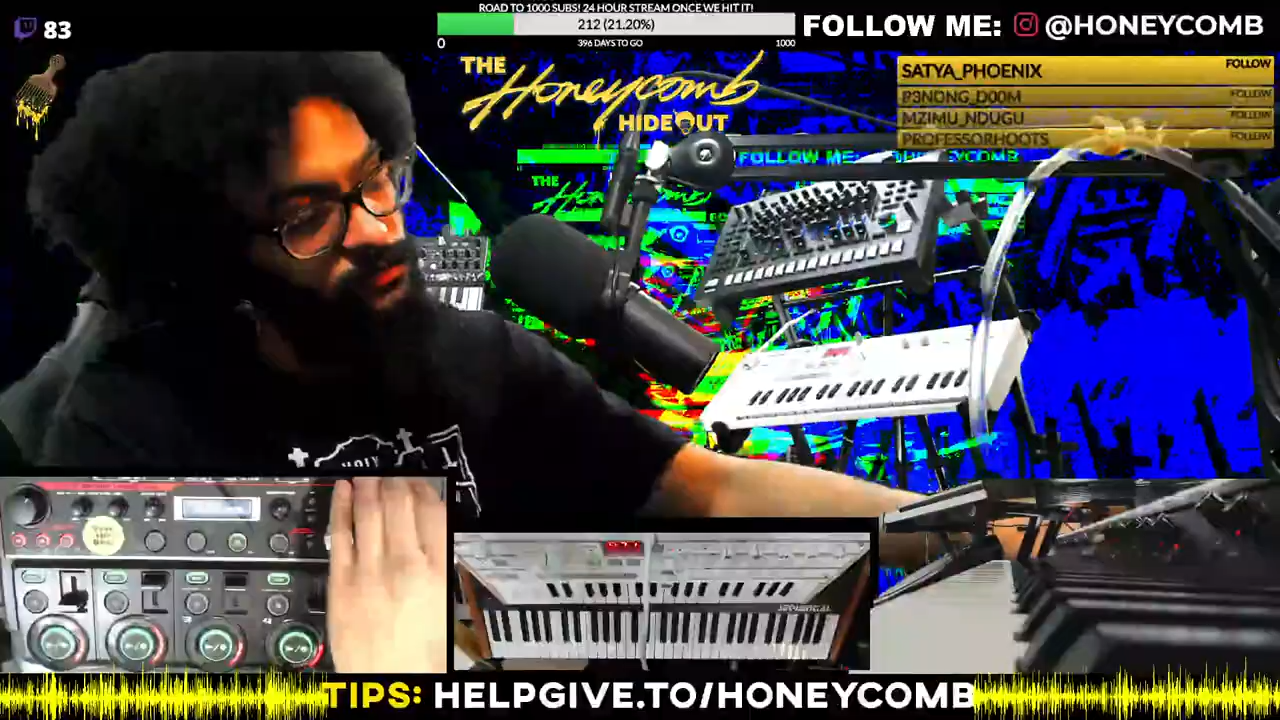 83
ROAD TO 1000 SUBS! 24 HOUR STREAM ONCE WE HIT IT!
212 (21.20%)
0
396 DAYS TO GO
1000
FOLLOW ME: @HONEYCOMB
THE
Honeycomb
HIDEOUT
SATYA_PHOENIX FOLLOW
P3NONG_D00M FOLLOW
MZIMU_NDUGU FOLLOW
PROFESSORHOOTS FOLLOW
FOLLOW ME:
THE
HOLY
TIPS: HELPGIVE.TO/HONEYCOMB